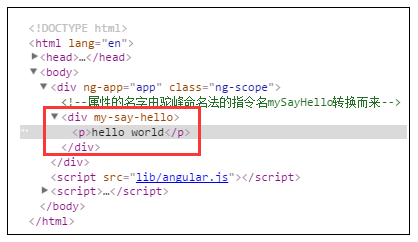 <!DOCTYPE html>
<html lang="en">
▶<head>…</head>
▼<body>
▼<div ng-app="app" class="ng-scope">
<!--属性的名字由驼峰命名法的指令名mySayHello转换而来-->
▼<div my-say-hello>
<p>hello world</p>
</div>
</div>
<script src="lib/angular.js"></script>
▶<script>…</script>
</body>
</html>